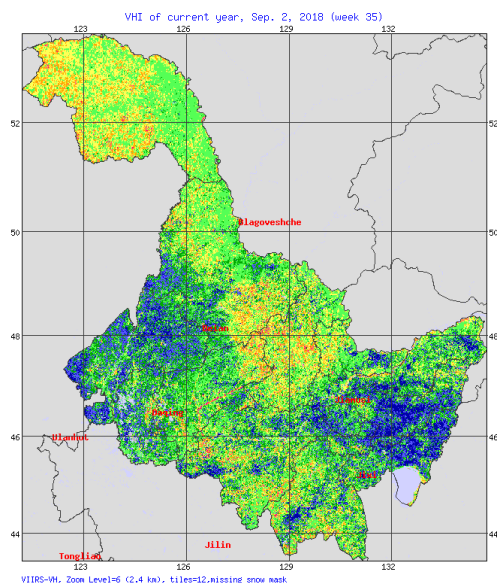 VHI of current year, Sep. 2, 2018 (week 35)
123 126 129 132
52 52
Blagoveshche
50 50
48 48
Daqing
46 46
Ulanhot
44 44
Jilin
Tongliao
123 126 129 132
VIIRS-VH, Zoom Level=6 (2.4 km), tiles=12,missing snow mask